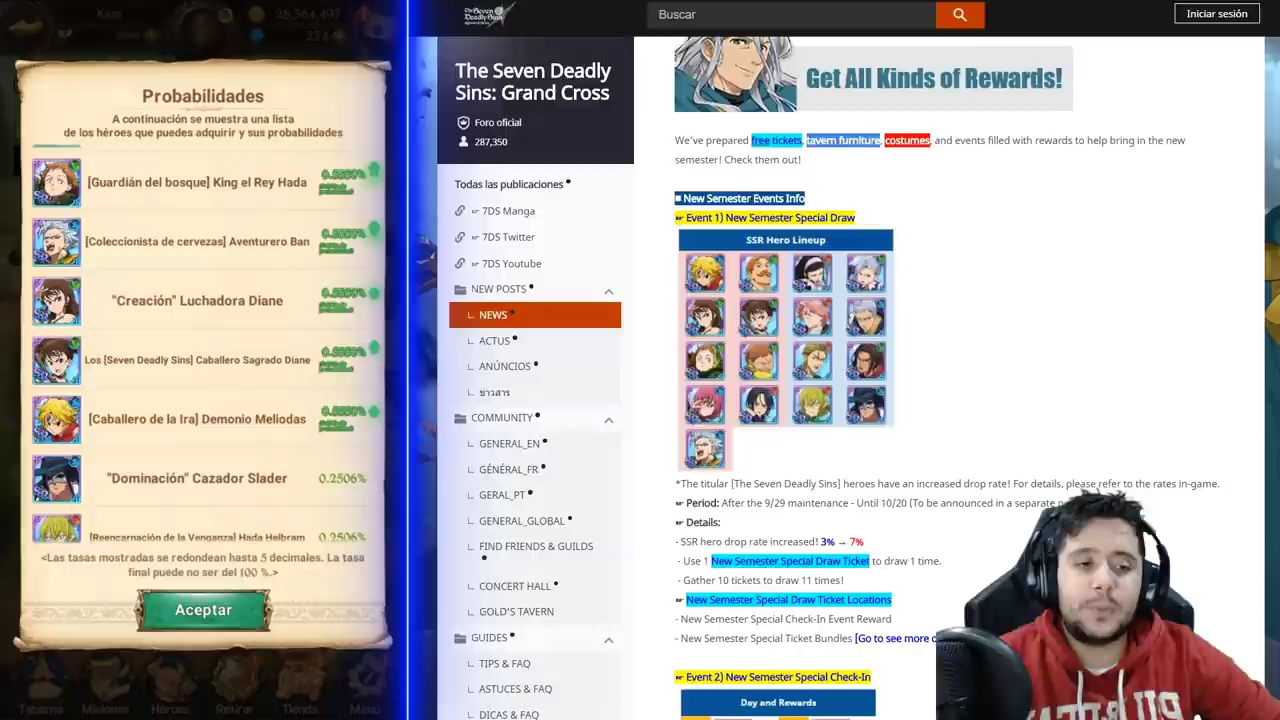 Probabilidades
A continuación se muestra una lista
de los héroes que puedes adquirir y sus probabilidades
[Guardián del bosque] King el Rey Hada
[Coleccionista de cervezas] Aventurero Ban
"Creación" Luchadora Diane
Los [Seven Deadly Sins] Caballero Sagrado Diane
[Caballero de la Ira] Demonio Meliodas
"Dominación" Cazador Slader 0.2506%
[Reencarnación de la Venganza] Hada Helbram 0.2506%
<Las tasas mostradas se redondean hasta 5 decimales. La tasa
final puede no ser del 100 %.>
Aceptar
Taberna Misiones Héroes Retirar Tienda Menú
The Seven Deadly Sins
Buscar
Iniciar sesión
The Seven Deadly
Sins: Grand Cross
Foro oficial
287,350
Todas las publicaciones
☞ 7DS Manga
☞ 7DS Twitter
☞ 7DS Youtube
NEW POSTS
NEWS
ACTUS
ANÚNCIOS
ข่าวสาร
COMMUNITY
GENERAL_EN
GÉNÉRAL_FR
GERAL_PT
GENERAL_GLOBAL
FIND FRIENDS & GUILDS
CONCERT HALL
GOLD'S TAVERN
GUIDES
TIPS & FAQ
ASTUCES & FAQ
DICAS & FAQ
Get All Kinds of Rewards!
We've prepared free tickets, tavern furniture, costumes, and events filled with rewards to help bring in the new
semester! Check them out!
■ New Semester Events Info
☞ Event 1) New Semester Special Draw
SSR Hero Lineup
*The titular [The Seven Deadly Sins] heroes have an increased drop rate! For details, please refer to the rates in-game.
☞ Period: After the 9/29 maintenance - Until 10/20 (To be announced in a separate
☞ Details:
- SSR hero drop rate increased! 3% → 7%
- Use 1 New Semester Special Draw Ticket to draw 1 time.
- Gather 10 tickets to draw 11 times!
☞ New Semester Special Draw Ticket Locations
- New Semester Special Check-In Event Reward
- New Semester Special Ticket Bundles [Go to see more
☞ Event 2) New Semester Special Check-In
Day and Rewards